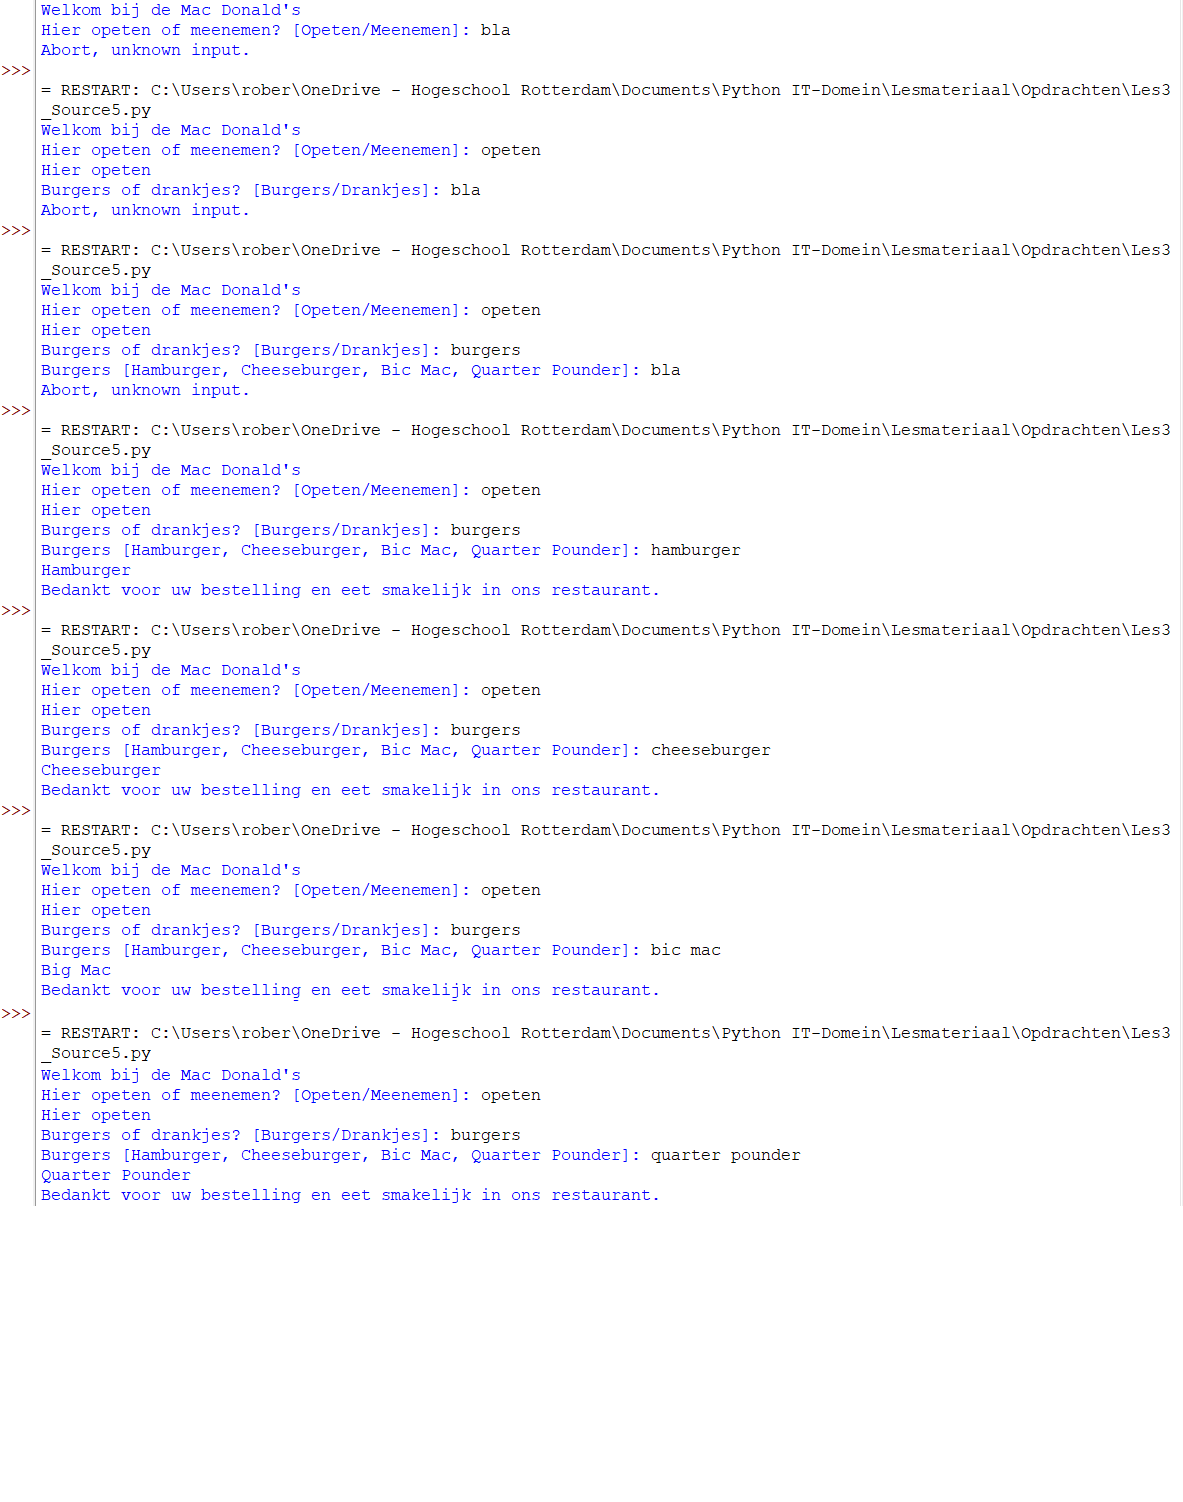 Welkom bij de Mac Donald's
Hier opeten of meenemen? [Opeten/Meenemen]: bla
Abort, unknown input.
>>>
= RESTART: C:\Users\rober\OneDrive - Hogeschool Rotterdam\Documents\Python IT-Domein\Lesmateriaal\Opdrachten\Les3
_Source5.py
Welkom bij de Mac Donald's
Hier opeten of meenemen? [Opeten/Meenemen]: opeten
Hier opeten
Burgers of drankjes? [Burgers/Drankjes]: bla
Abort, unknown input.
>>>
= RESTART: C:\Users\rober\OneDrive - Hogeschool Rotterdam\Documents\Python IT-Domein\Lesmateriaal\Opdrachten\Les3
_Source5.py
Welkom bij de Mac Donald's
Hier opeten of meenemen? [Opeten/Meenemen]: opeten
Hier opeten
Burgers of drankjes? [Burgers/Drankjes]: burgers
Burgers [Hamburger, Cheeseburger, Bic Mac, Quarter Pounder]: bla
Abort, unknown input.
>>>
= RESTART: C:\Users\rober\OneDrive - Hogeschool Rotterdam\Documents\Python IT-Domein\Lesmateriaal\Opdrachten\Les3
_Source5.py
Welkom bij de Mac Donald's
Hier opeten of meenemen? [Opeten/Meenemen]: opeten
Hier opeten
Burgers of drankjes? [Burgers/Drankjes]: burgers
Burgers [Hamburger, Cheeseburger, Bic Mac, Quarter Pounder]: hamburger
Hamburger
Bedankt voor uw bestelling en eet smakelijk in ons restaurant.
>>>
= RESTART: C:\Users\rober\OneDrive - Hogeschool Rotterdam\Documents\Python IT-Domein\Lesmateriaal\Opdrachten\Les3
_Source5.py
Welkom bij de Mac Donald's
Hier opeten of meenemen? [Opeten/Meenemen]: opeten
Hier opeten
Burgers of drankjes? [Burgers/Drankjes]: burgers
Burgers [Hamburger, Cheeseburger, Bic Mac, Quarter Pounder]: cheeseburger
Cheeseburger
Bedankt voor uw bestelling en eet smakelijk in ons restaurant.
>>>
= RESTART: C:\Users\rober\OneDrive - Hogeschool Rotterdam\Documents\Python IT-Domein\Lesmateriaal\Opdrachten\Les3
_Source5.py
Welkom bij de Mac Donald's
Hier opeten of meenemen? [Opeten/Meenemen]: opeten
Hier opeten
Burgers of drankjes? [Burgers/Drankjes]: burgers
Burgers [Hamburger, Cheeseburger, Bic Mac, Quarter Pounder]: bic mac
Big Mac
Bedankt voor uw bestelling en eet smakelijk in ons restaurant.
>>>
= RESTART: C:\Users\rober\OneDrive - Hogeschool Rotterdam\Documents\Python IT-Domein\Lesmateriaal\Opdrachten\Les3
_Source5.py
Welkom bij de Mac Donald's
Hier opeten of meenemen? [Opeten/Meenemen]: opeten
Hier opeten
Burgers of drankjes? [Burgers/Drankjes]: burgers
Burgers [Hamburger, Cheeseburger, Bic Mac, Quarter Pounder]: quarter pounder
Quarter Pounder
Bedankt voor uw bestelling en eet smakelijk in ons restaurant.